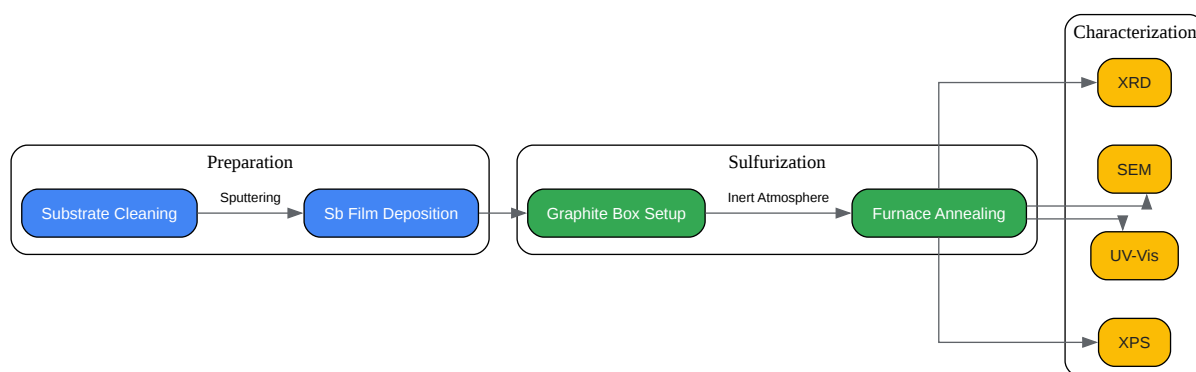 Characterization
XRD
Preparation
Sulfurization
SEM
Substrate Cleaning
Sputtering
Sb Film Deposition
Graphite Box Setup
Inert Atmosphere
Furnace Annealing
UV-Vis
XPS